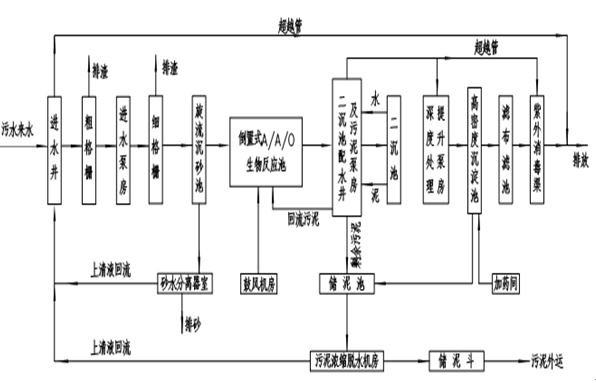 超越管
超越管
排渣
排渣
污水来水
进水井
粗格栅
进水泵房
细格栅
旋流沉砂池
倒置式A/A/O
生物反应池
二沉池配水井
及污泥泵房
水
泥
二沉池
深度处理
提升泵房
高密度沉淀池
滤布滤池
紫外消毒渠
排放
回流污泥
剩余污泥
上清液回流
砂水分离器室
鼓风机房
储泥池
加药间
排砂
上清液回流
污泥浓缩脱水机房
储泥斗
污泥外运